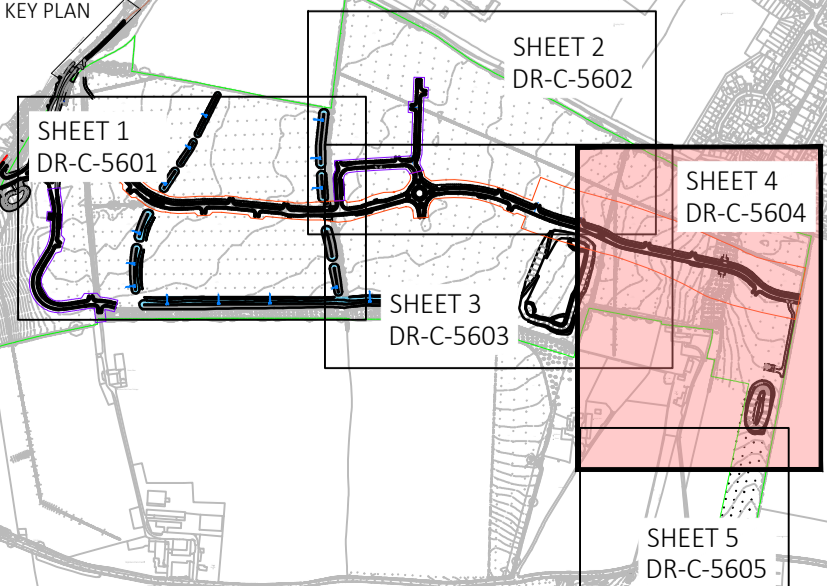 KEY PLAN
SHEET 1
DR-C-5601
SHEET 2
DR-C-5602
SHEET 3
DR-C-5603
SHEET 4
DR-C-5604
SHEET 5
DR-C-5605